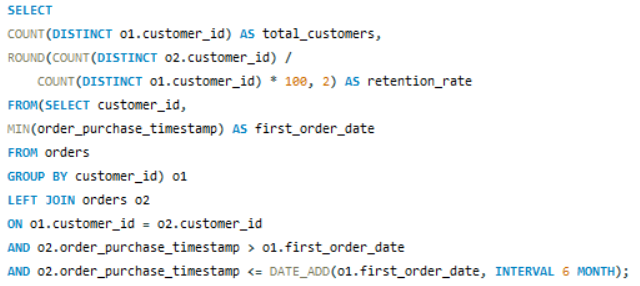 SELECT
COUNT(DISTINCT o1.customer_id) AS total_customers,
ROUND(COUNT(DISTINCT o2.customer_id) /
COUNT(DISTINCT o1.customer_id) * 100, 2) AS retention_rate
FROM(SELECT customer_id,
MIN(order_purchase_timestamp) AS first_order_date
FROM orders
GROUP BY customer_id) o1
LEFT JOIN orders o2
ON o1.customer_id = o2.customer_id
AND o2.order_purchase_timestamp > o1.first_order_date
AND o2.order_purchase_timestamp <= DATE_ADD(o1.first_order_date, INTERVAL 6 MONTH);